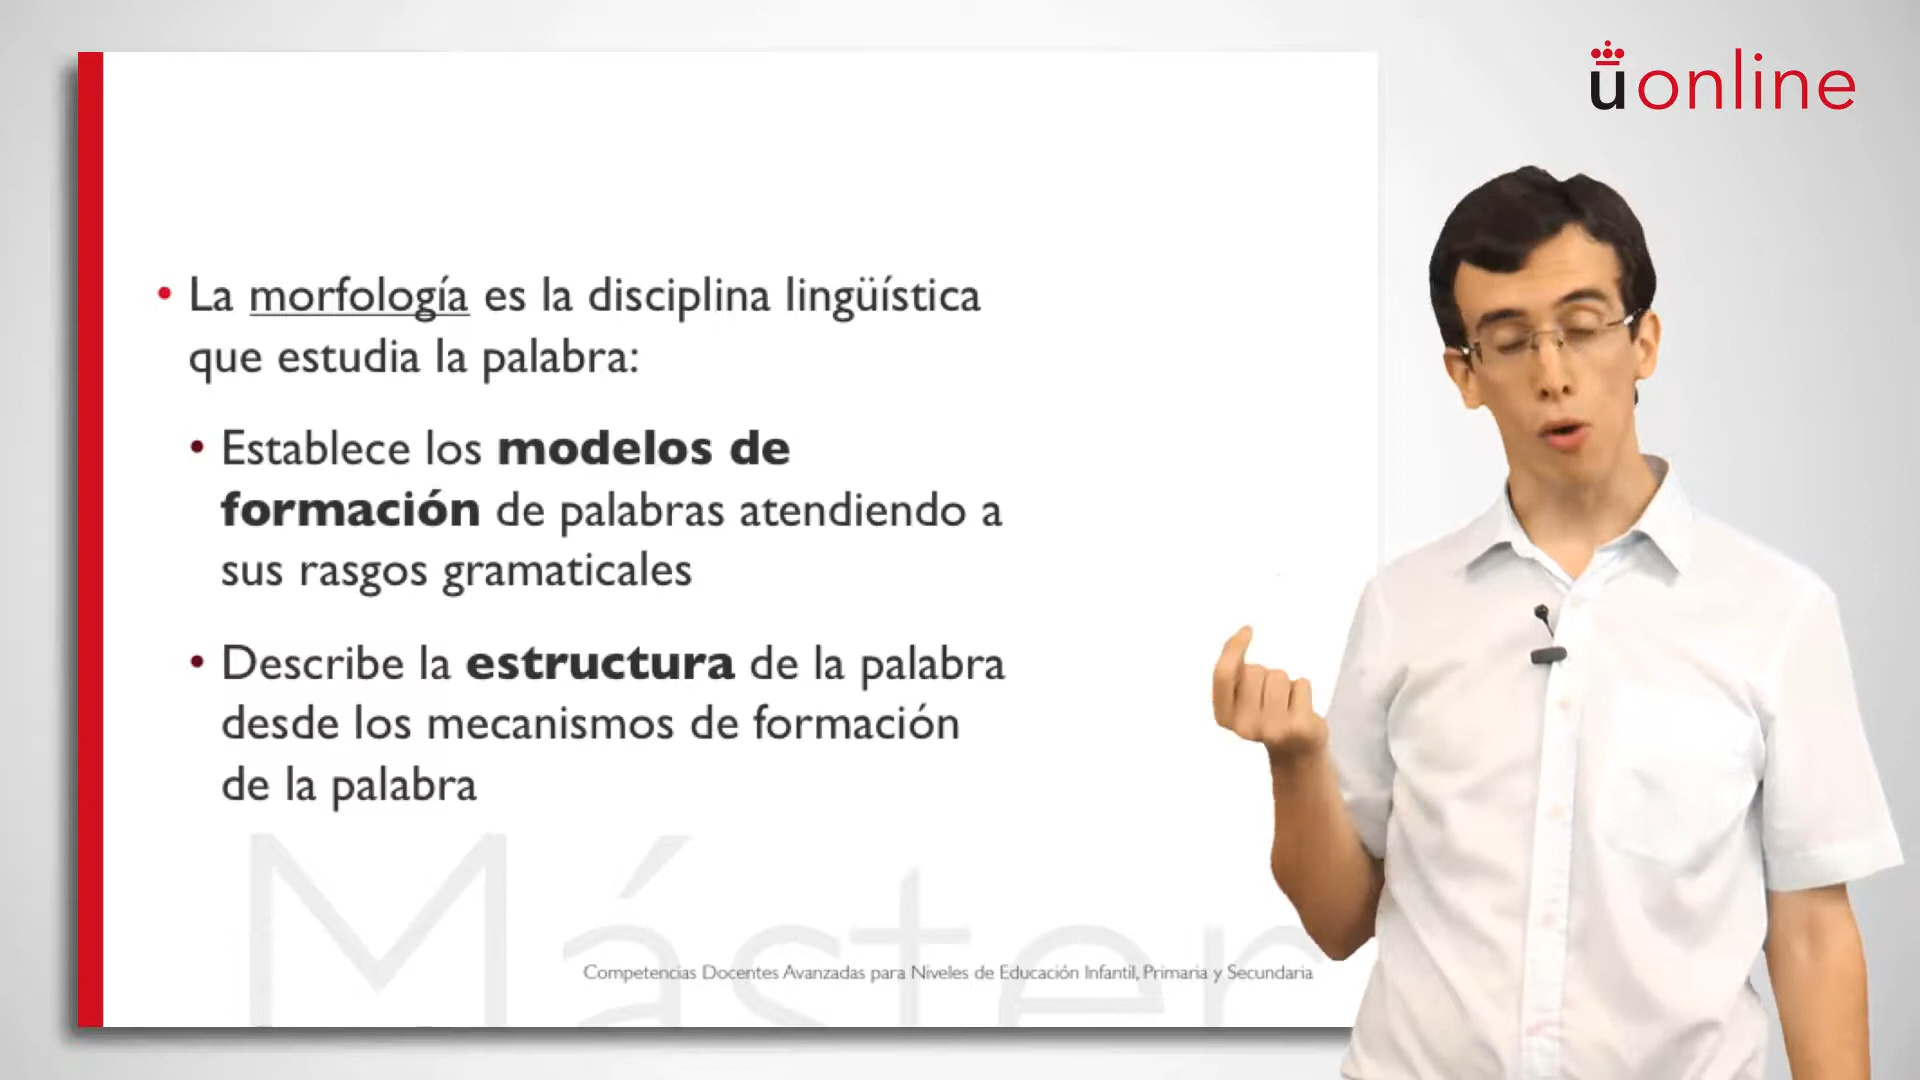 üonline
• La morfología es la disciplina lingüística
que estudia la palabra:
• Establece los modelos de
formación de palabras atendiendo a
sus rasgos gramaticales
• Describe la estructura de la palabra
desde los mecanismos de formación
de la palabra
Máster
Competencias Docentes Avanzadas para Niveles de Educación Infantil, Primaria y Secundaria